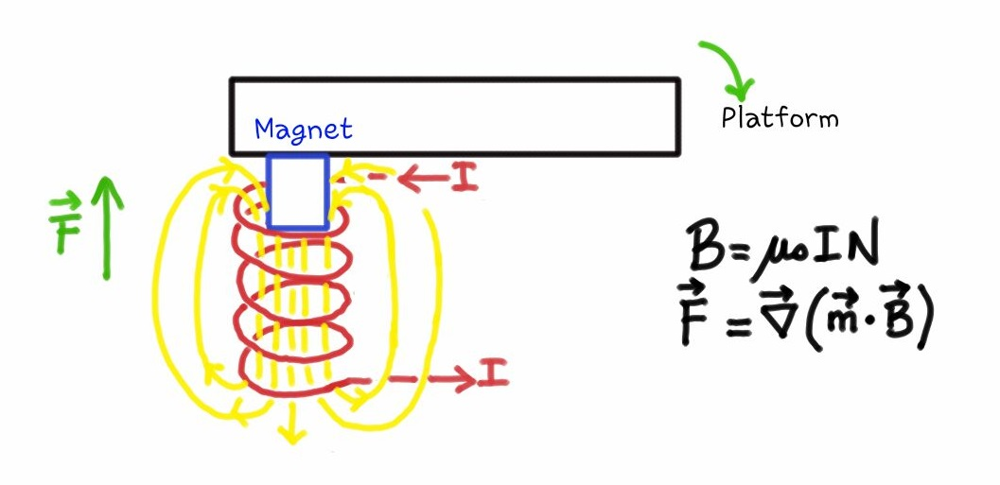 Platform
Magnet
I
F⃗
B = μ₀IN
F⃗ = ∇⃗(m⃗ · B⃗)
I